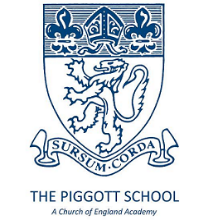 SURSUM·CORDA
THE PIGGOTT SCHOOL
A Church of England Academy